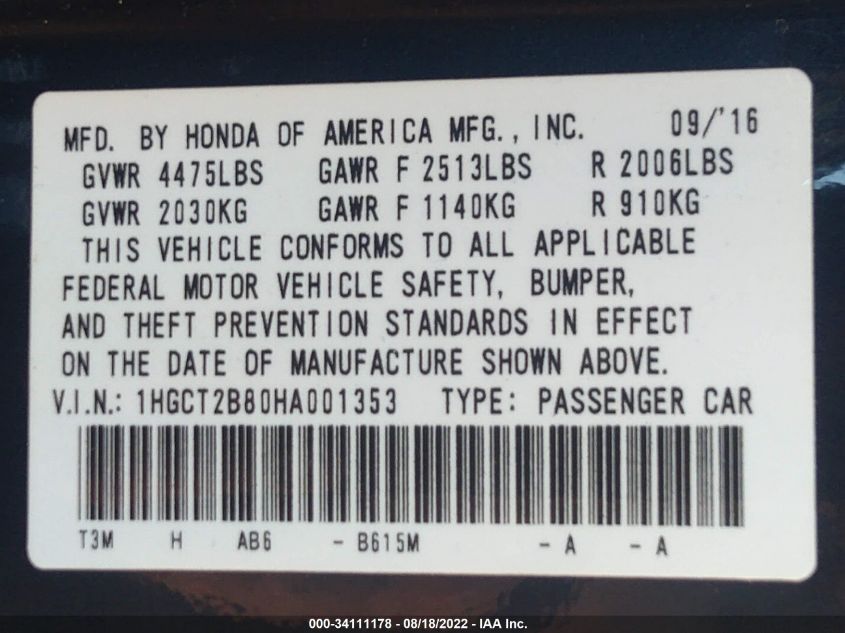 MFD. BY HONDA OF AMERICA MFG., INC. 09/'16
GVWR 4475LBS GAWR F 2513LBS R 2006LBS
GVWR 2030KG GAWR F 1140KG R 910KG
THIS VEHICLE CONFORMS TO ALL APPLICABLE
FEDERAL MOTOR VEHICLE SAFETY, BUMPER,
AND THEFT PREVENTION STANDARDS IN EFFECT
ON THE DATE OF MANUFACTURE SHOWN ABOVE.
V.I.N.: 1HGCT2B80HA001353 TYPE: PASSENGER CAR
T3M H AB6 - B615M - A - A
000-34111178 - 08/18/2022 - IAA Inc.